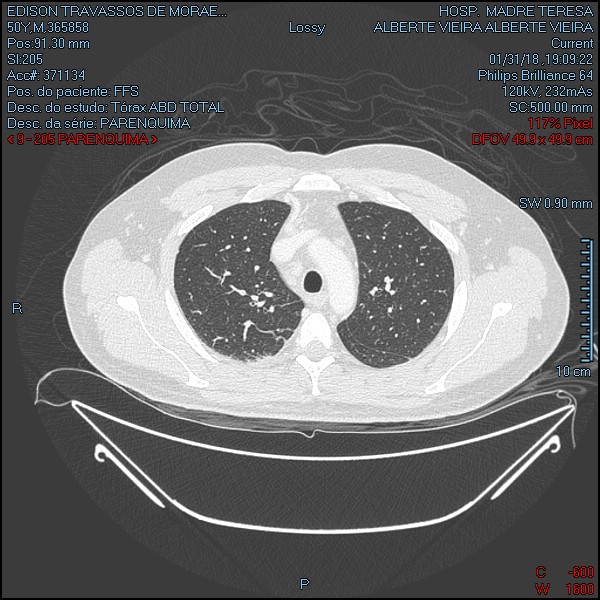 EDISON TRAVASSOS DE MORAE...
50Y,M,365858
Pos:91.30 mm
SI:205
Acc#: 371134
Pos. do paciente: FFS
Desc. do estudo: Tórax ABD TOTAL
Desc. da série: PARENQUIMA
< 9 - 205 PARENQUIMA >
Lossy
HOSP. MADRE TERESA
ALBERTE VIEIRA ALBERTE VIEIRA
Current
01/31/18 ,19:09:22
Philips Brilliance 64
120kV, 232mAs
SC:500.00 mm
117% Pixel
DFOV 49.9 x 49.9 cm
SW 0.90 mm
R
10 cm
P
C -600
W 1600